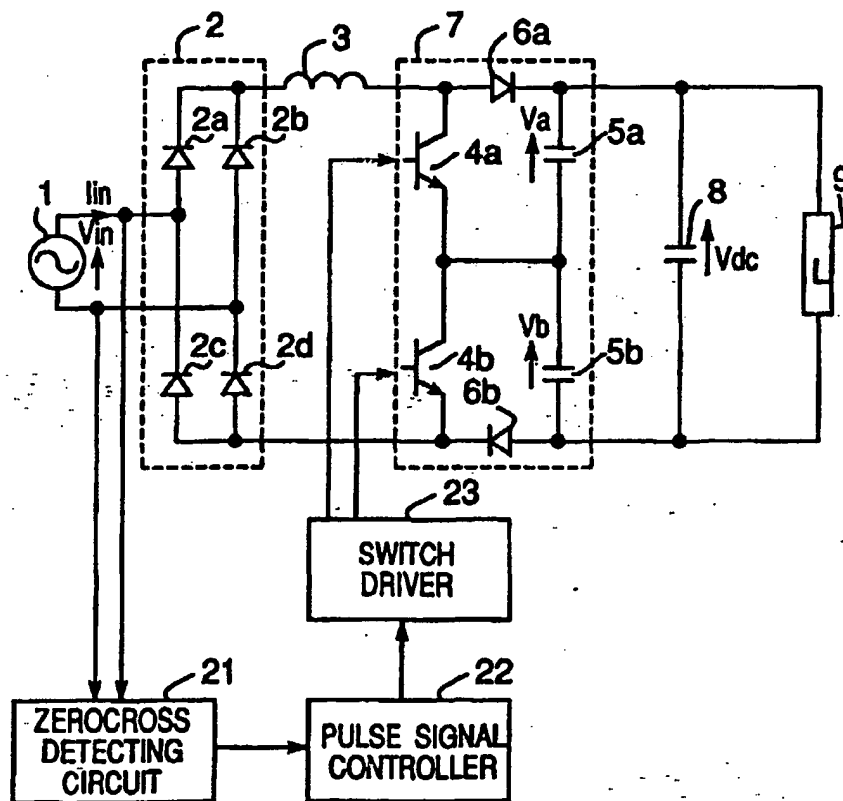 2
3
7
6a
2a
2b
Va
4a
5a
1
Iin
Vin
8
Vdc
9
L
2c
2d
Vb
4b
5b
6b
23
SWITCH
DRIVER
21
ZEROCROSS
DETECTING
CIRCUIT
22
PULSE SIGNAL
CONTROLLER